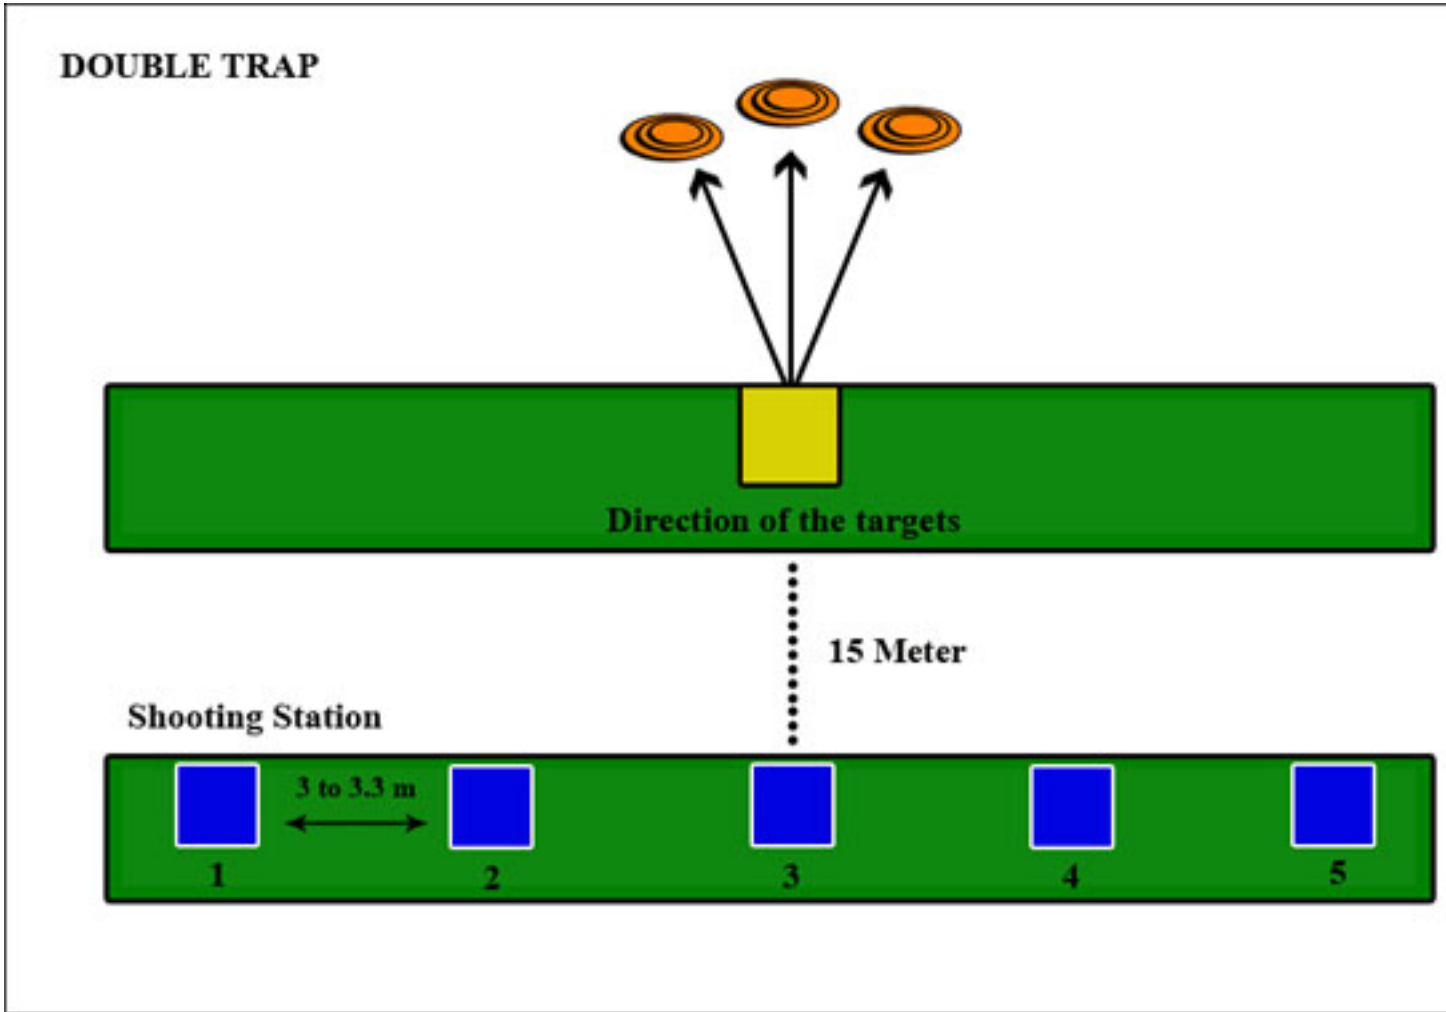 DOUBLE TRAP
Direction of the targets
15 Meter
Shooting Station
3 to 3.3 m
1
2
3
4
5